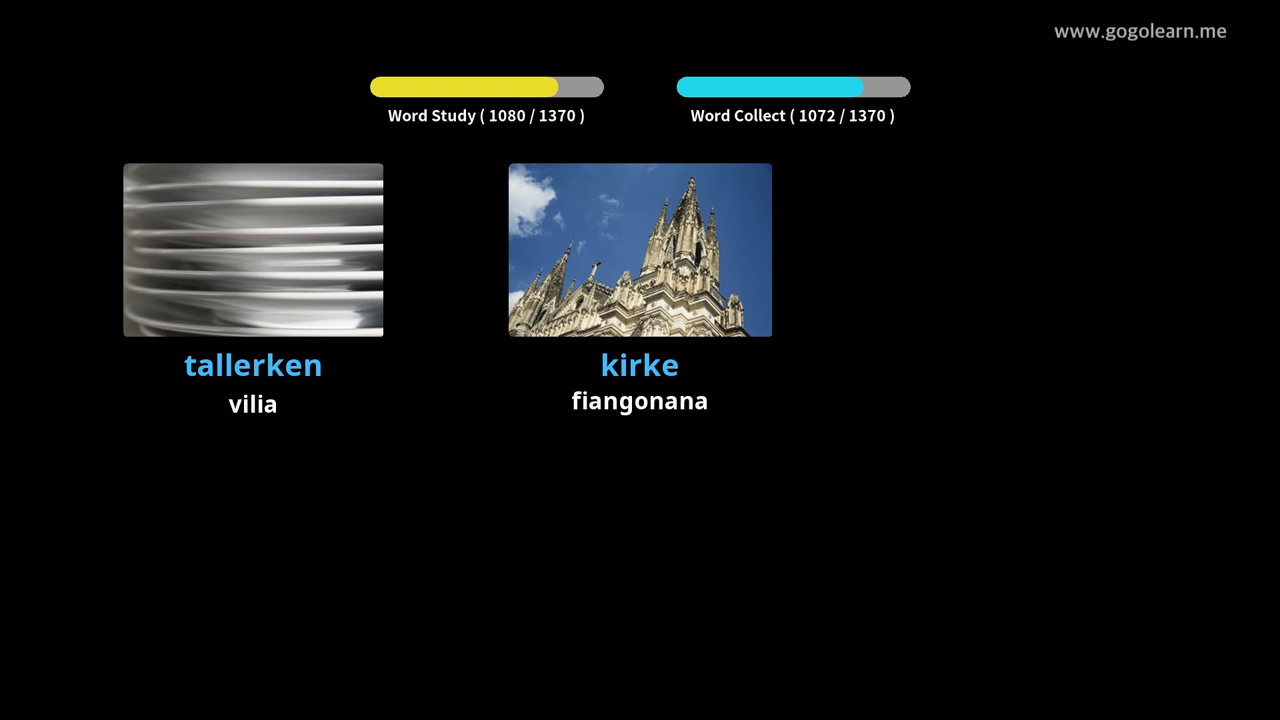 www.gogolearn.me
Word Study ( 1080 / 1370 )
Word Collect ( 1072 / 1370 )
tallerken
vilia
kirke
fiangonana